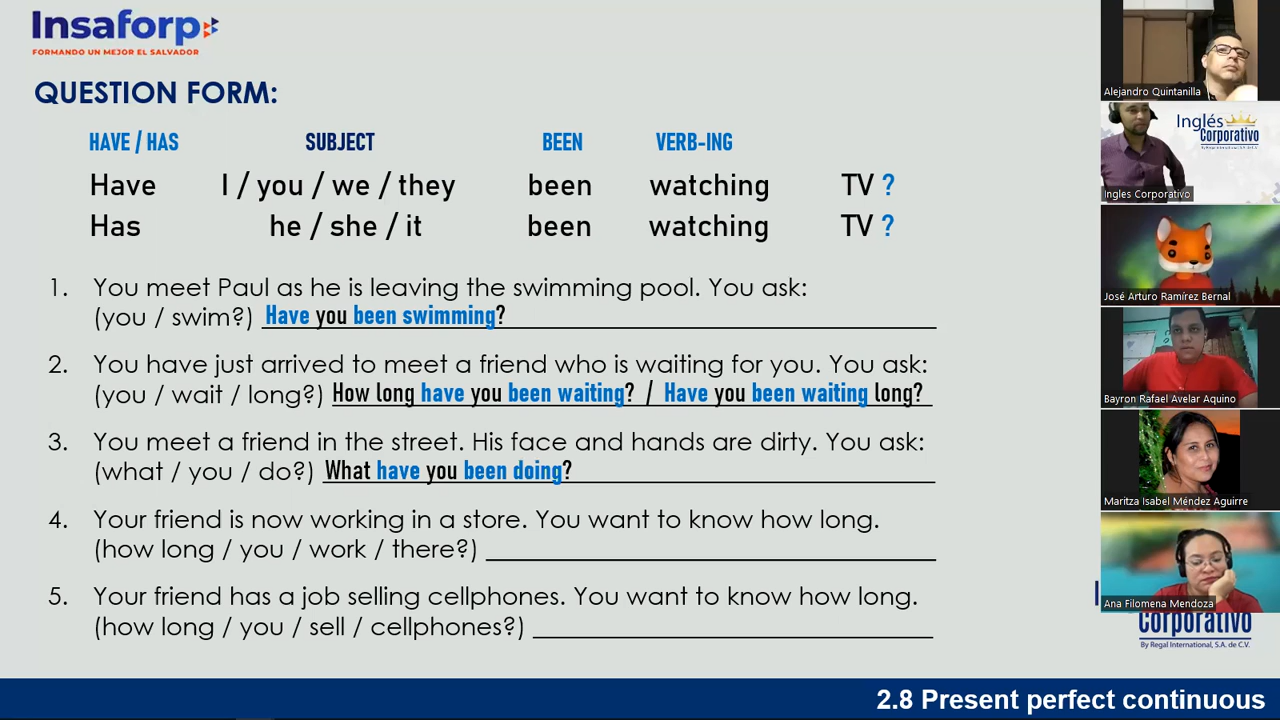 Insaforp
FORMANDO UN MEJOR EL SALVADOR
QUESTION FORM:
HAVE / HAS SUBJECT BEEN VERB-ING
Have I / you / we / they been watching TV ?
Has he / she / it been watching TV ?
1. You meet Paul as he is leaving the swimming pool. You ask:
(you / swim?) Have you been swimming?
2. You have just arrived to meet a friend who is waiting for you. You ask:
(you / wait / long?) How long have you been waiting? / Have you been waiting long?
3. You meet a friend in the street. His face and hands are dirty. You ask:
(what / you / do?) What have you been doing?
4. Your friend is now working in a store. You want to know how long.
(how long / you / work / there?)
5. Your friend has a job selling cellphones. You want to know how long.
(how long / you / sell / cellphones?)
2.8 Present perfect continuous
Alejandro Quintanilla
Inglés
Corporativo
By Regal International, S.A. de C.V.
Ingles Corporativo
José Arturo Ramírez Bernal
Bayron Rafael Avelar Aquino
Maritza Isabel Méndez Aguirre
Ana Filomena Mendoza
Corporativo
By Regal International, S.A. de C.V.